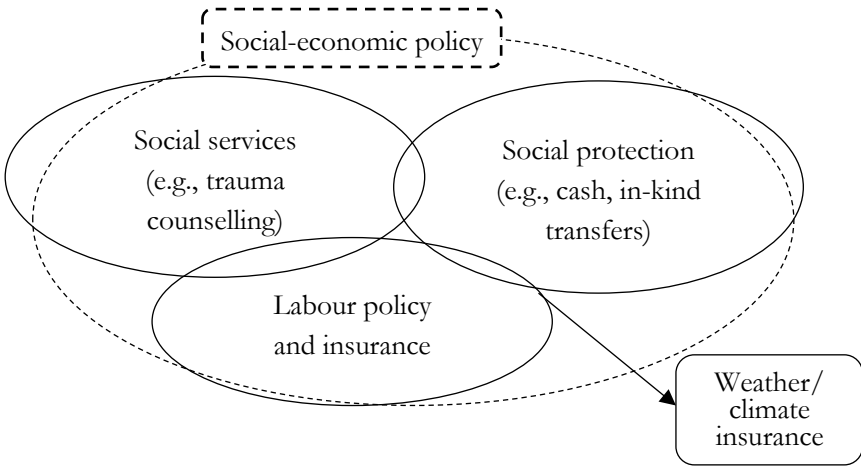 Social-economic policy
Social services
(e.g., trauma
counselling)
Social protection
(e.g., cash, in-kind
transfers)
Labour policy
and insurance
Weather/
climate
insurance